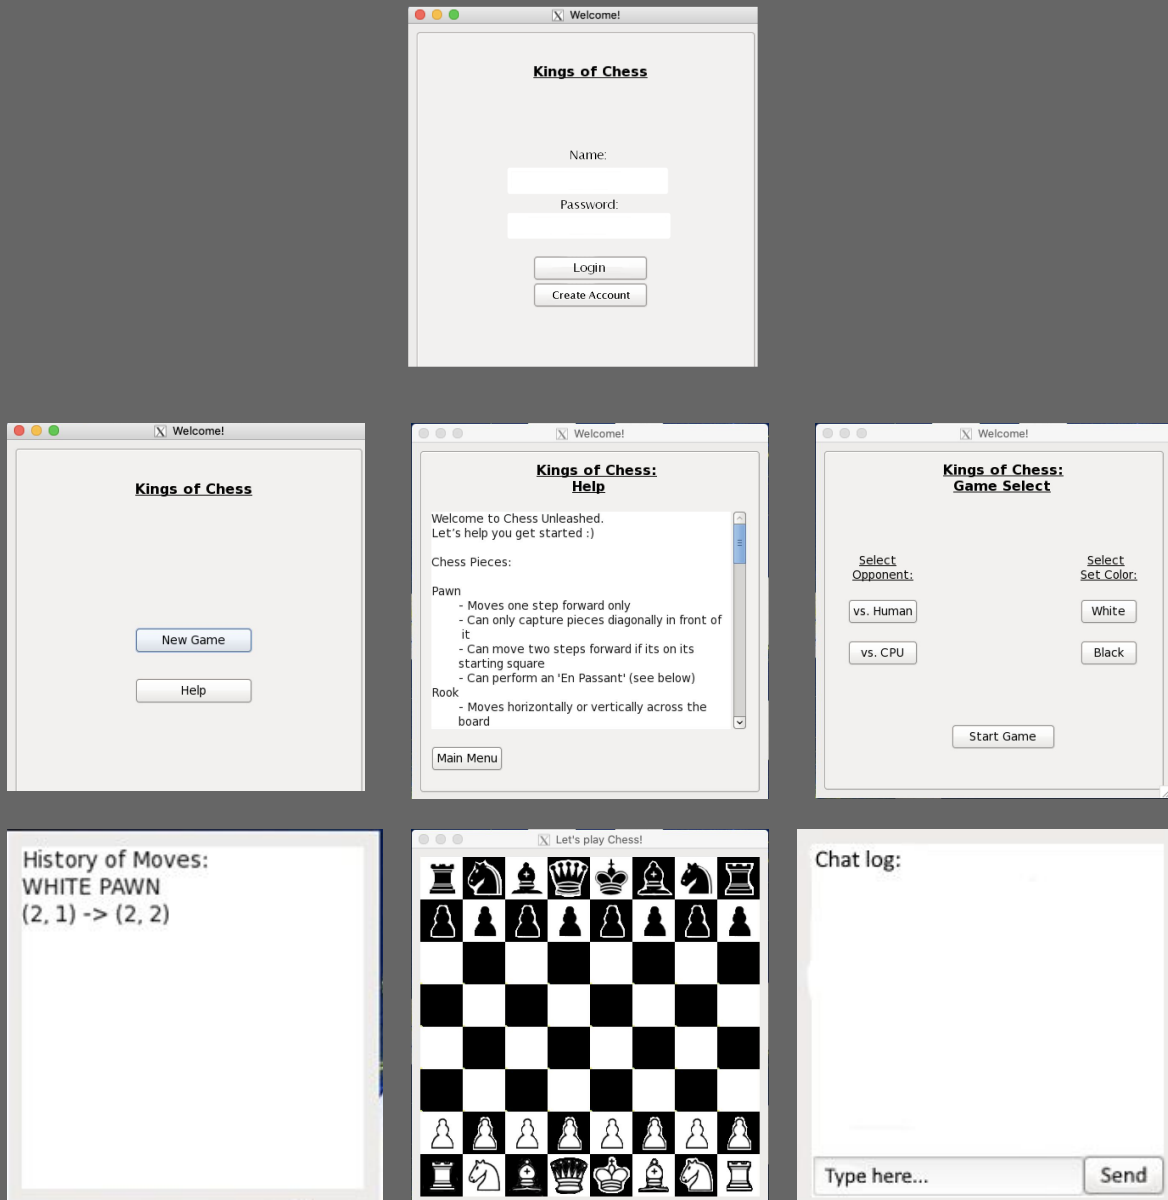 Welcome!
Kings of Chess
Name:
Password:
Login
Create Account
Welcome!
Kings of Chess
New Game
Help
Welcome!
Kings of Chess:
Help
Welcome to Chess Unleashed.
Let's help you get started :)
Chess Pieces:
Pawn
- Moves one step forward only
- Can only capture pieces diagonally in front of
it
- Can move two steps forward if its on its
starting square
- Can perform an 'En Passant' (see below)
Rook
- Moves horizontally or vertically across the
board
Main Menu
Welcome!
Kings of Chess:
Game Select
Select
Opponent:
vs. Human
vs. CPU
Select
Set Color:
White
Black
Start Game
History of Moves:
WHITE PAWN
(2, 1) -> (2, 2)
Let's play Chess!
Chat log:
Type here...
Send